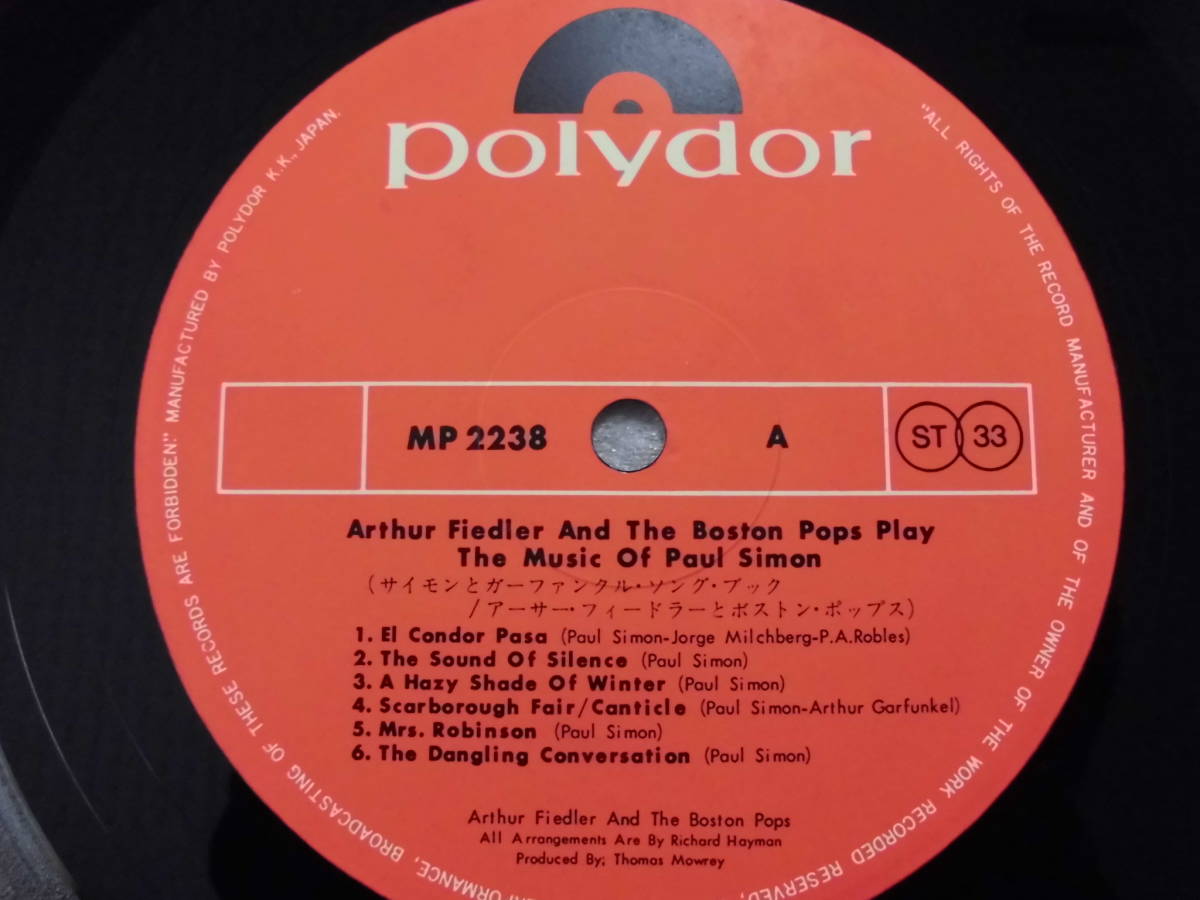 polydor
MP 2238
A
ST 33
Arthur Fiedler And The Boston Pops Play
The Music Of Paul Simon
(サイモンとガーファンクル・ソング・ブック
/アーサー・フィードラーとボストン・ポップス)
1. El Condor Pasa (Paul Simon-Jorge Milchberg-P.A.Robles)
2. The Sound Of Silence (Paul Simon)
3. A Hazy Shade Of Winter (Paul Simon)
4. Scarborough Fair/Canticle (Paul Simon-Arthur Garfunkel)
5. Mrs. Robinson (Paul Simon)
6. The Dangling Conversation (Paul Simon)
Arthur Fiedler And The Boston Pops
All Arrangements Are By Richard Hayman
Produced By; Thomas Mowrey
"ALL RIGHTS OF THE RECORD MANUFACTURER AND OF THE OWNER OF THE WORK RECORDED RESERVED,
BROADCASTING OF THESE RECORDS ARE FORBIDDEN." MANUFACTURED BY POLYDOR K.K., JAPAN.